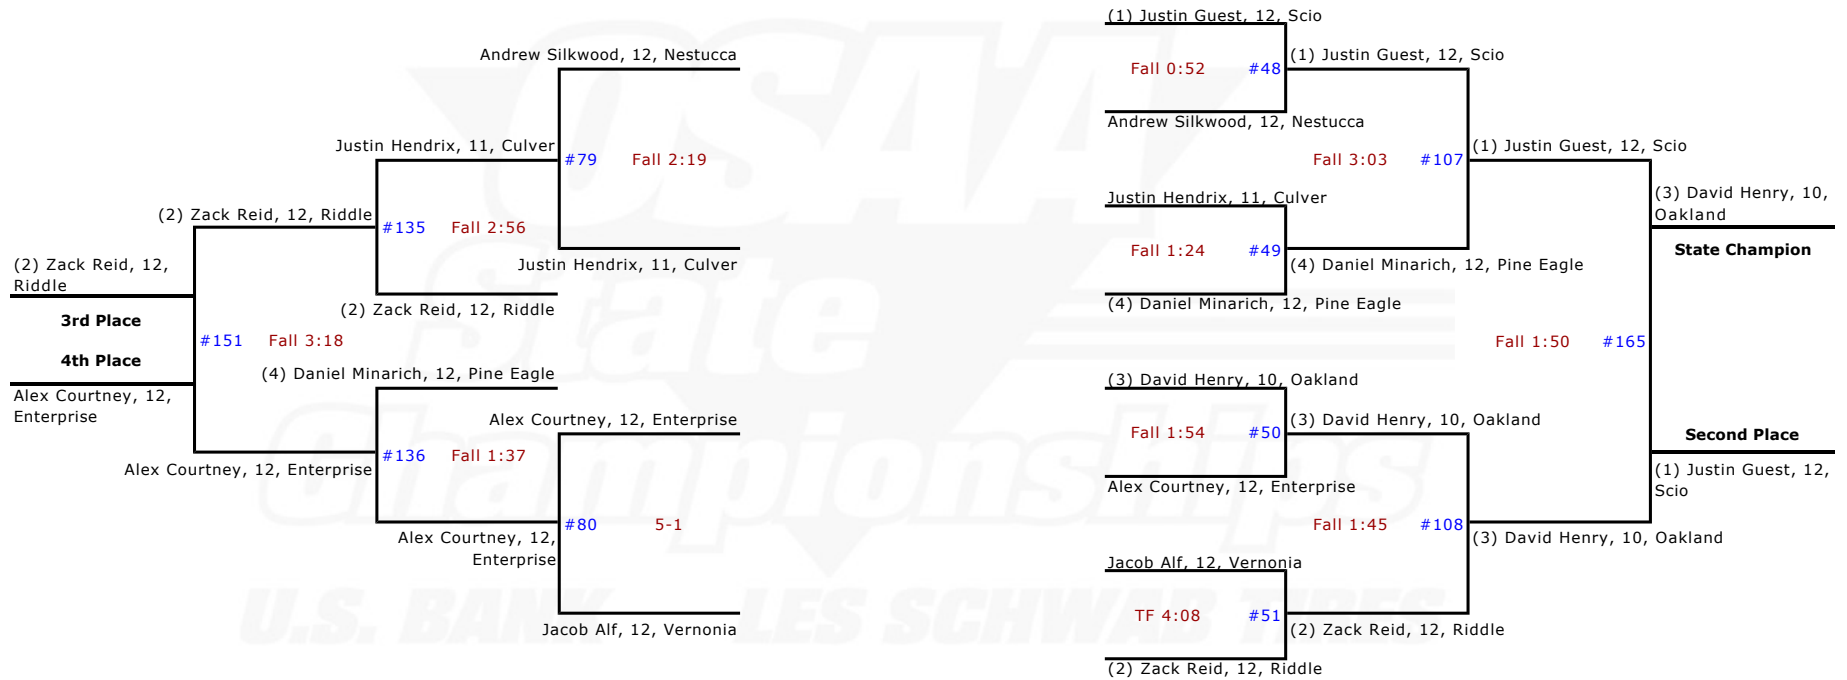 (1) Justin Guest, 12, Scio
Andrew Silkwood, 12, Nestucca
(1) Justin Guest, 12, Scio
Fall 0:52 #48
Andrew Silkwood, 12, Nestucca
Justin Hendrix, 11, Culver
(1) Justin Guest, 12, Scio
#79 Fall 2:19
Fall 3:03 #107
(3) David Henry, 10,
Oakland
Justin Hendrix, 11, Culver
(2) Zack Reid, 12, Riddle
#135 Fall 2:56
Fall 1:24 #49
State Champion
(2) Zack Reid, 12,
Riddle
Justin Hendrix, 11, Culver
(4) Daniel Minarich, 12, Pine Eagle
(2) Zack Reid, 12, Riddle
(4) Daniel Minarich, 12, Pine Eagle
3rd Place
#151 Fall 3:18
Fall 1:50 #165
4th Place
(4) Daniel Minarich, 12, Pine Eagle
(3) David Henry, 10, Oakland
Alex Courtney, 12,
Enterprise
Alex Courtney, 12, Enterprise
(3) David Henry, 10, Oakland
Fall 1:54 #50
Second Place
#136 Fall 1:37
Alex Courtney, 12, Enterprise
(1) Justin Guest, 12,
Scio
Alex Courtney, 12, Enterprise
#80 5-1
Fall 1:45 #108
Alex Courtney, 12,
Enterprise
(3) David Henry, 10, Oakland
Jacob Alf, 12, Vernonia
TF 4:08 #51
Jacob Alf, 12, Vernonia
(2) Zack Reid, 12, Riddle
(2) Zack Reid, 12, Riddle
OSAA
State
Championships
U.S. BANK LES SCHWAB TIRES